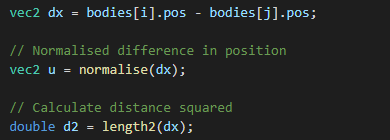 vec2 dx = bodies[i].pos - bodies[j].pos;
// Normalised difference in position
vec2 u = normalise(dx);
// Calculate distance squared
double d2 = length2(dx);